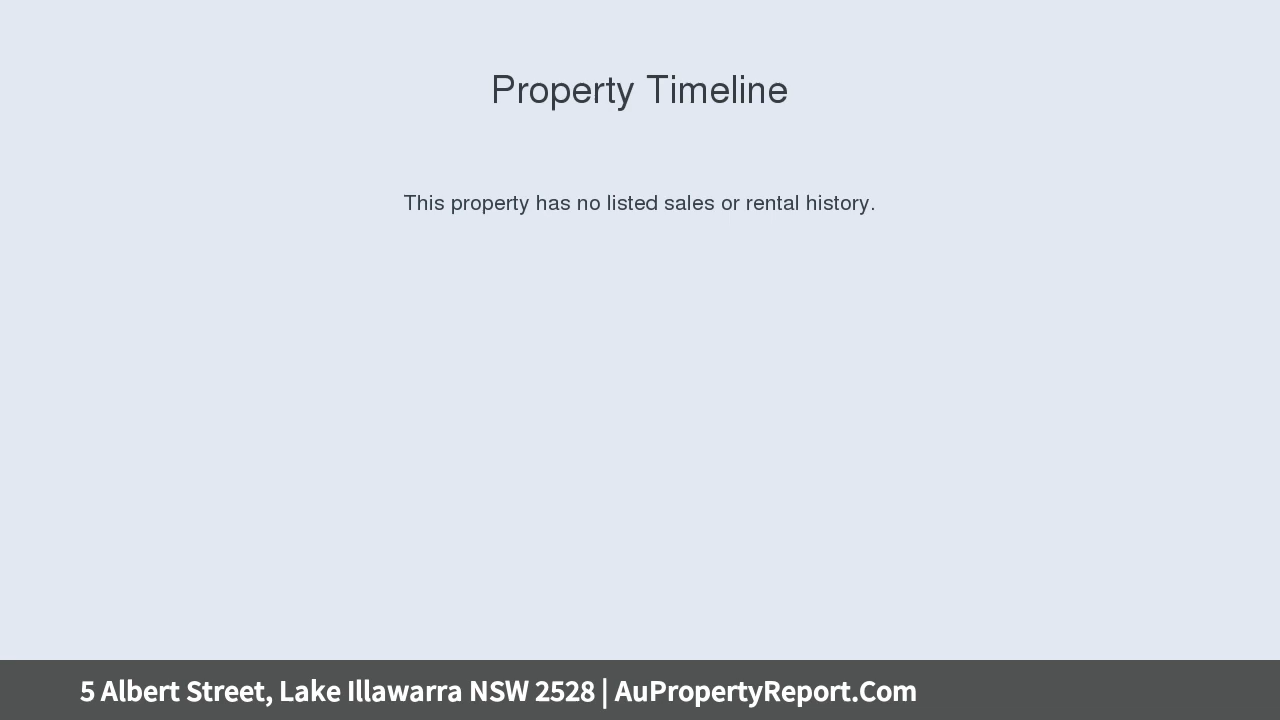 Property Timeline
This property has no listed sales or rental history.
5 Albert Street, Lake Illawarra NSW 2528 | AuPropertyReport.Com